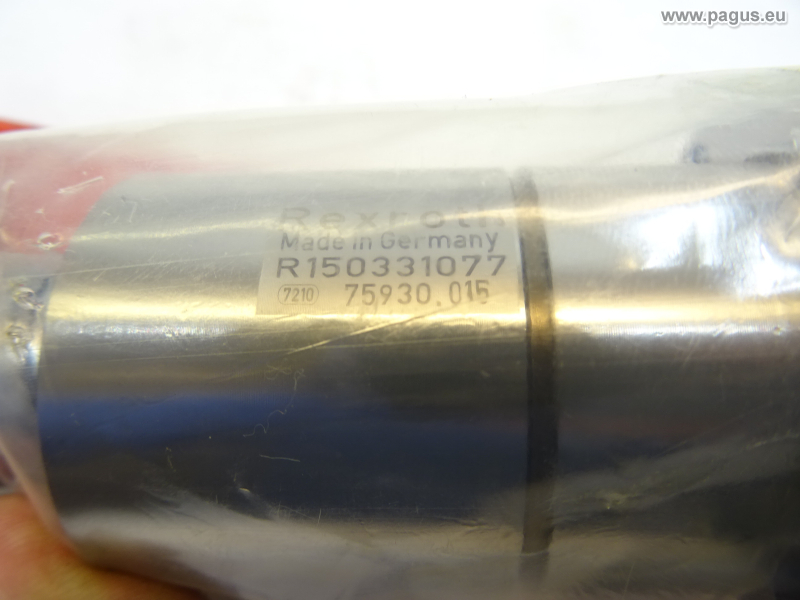 www.pagus.eu
Rexroth
Made in Germany
R150331077
7210 75930.015